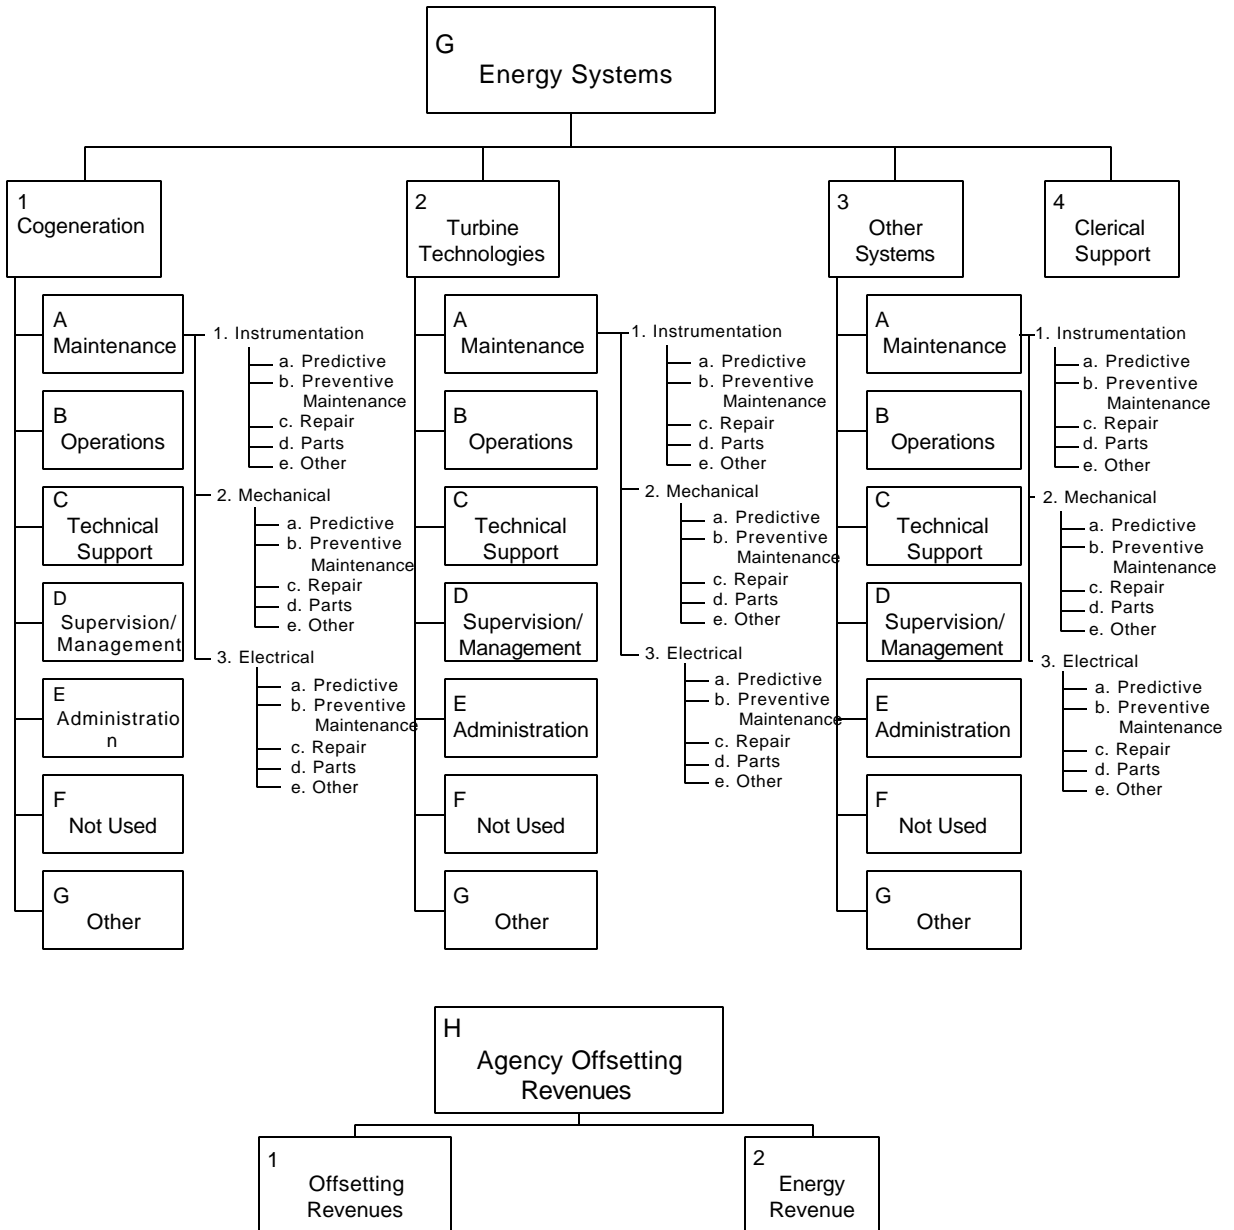 G
Energy Systems
1
Cogeneration
2
Turbine
Technologies
3
Other
Systems
4
Clerical
Support
A
Maintenance
B
Operations
C
Technical
Support
D
Supervision/
Management
E
Administratio
n
F
Not Used
G
Other
1. Instrumentation
a. Predictive
b. Preventive
Maintenance
c. Repair
d. Parts
e. Other
2. Mechanical
a. Predictive
b. Preventive
Maintenance
c. Repair
d. Parts
e. Other
3. Electrical
a. Predictive
b. Preventive
Maintenance
c. Repair
d. Parts
e. Other
A
Maintenance
B
Operations
C
Technical
Support
D
Supervision/
Management
E
Administration
F
Not Used
G
Other
1. Instrumentation
a. Predictive
b. Preventive
Maintenance
c. Repair
d. Parts
e. Other
2. Mechanical
a. Predictive
b. Preventive
Maintenance
c. Repair
d. Parts
e. Other
3. Electrical
a. Predictive
b. Preventive
Maintenance
c. Repair
d. Parts
e. Other
A
Maintenance
B
Operations
C
Technical
Support
D
Supervision/
Management
E
Administration
F
Not Used
G
Other
1. Instrumentation
a. Predictive
b. Preventive
Maintenance
c. Repair
d. Parts
e. Other
2. Mechanical
a. Predictive
b. Preventive
Maintenance
c. Repair
d. Parts
e. Other
3. Electrical
a. Predictive
b. Preventive
Maintenance
c. Repair
d. Parts
e. Other
H
Agency Offsetting
Revenues
1
Offsetting
Revenues
2
Energy
Revenue